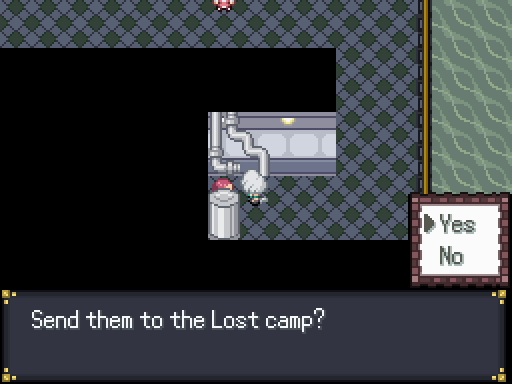 Yes
No
Send them to the Lost camp?